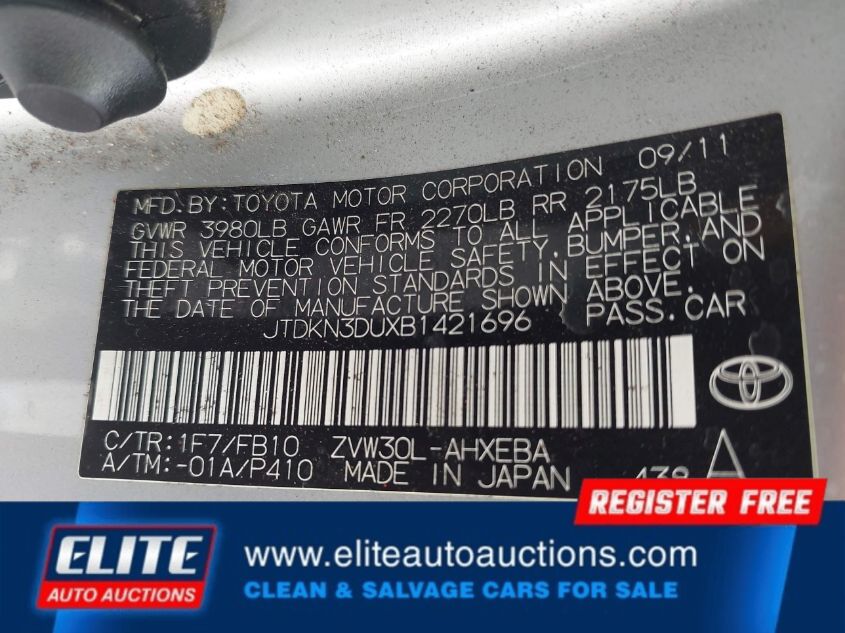 MFD.BY: TOYOTA MOTOR CORPORATION 09/11
GVWR 3980LB GAWR FR 2270LB RR 2175LB
THIS VEHICLE CONFORMS TO ALL APPLICABLE
FEDERAL MOTOR VEHICLE SAFETY, BUMPER, AND
THEFT PREVENTION STANDARDS IN EFFECT ON
THE DATE OF MANUFACTURE SHOWN ABOVE.
JTDKN3DUXB1421696 PASS.CAR
C/TR: 1F7/FB10 ZVW30L-AHXEBA
A/TM: -01A/P410 MADE IN JAPAN A
REGISTER FREE
ELITE
AUTO AUCTIONS
www.eliteautoauctions.com
CLEAN & SALVAGE CARS FOR SALE